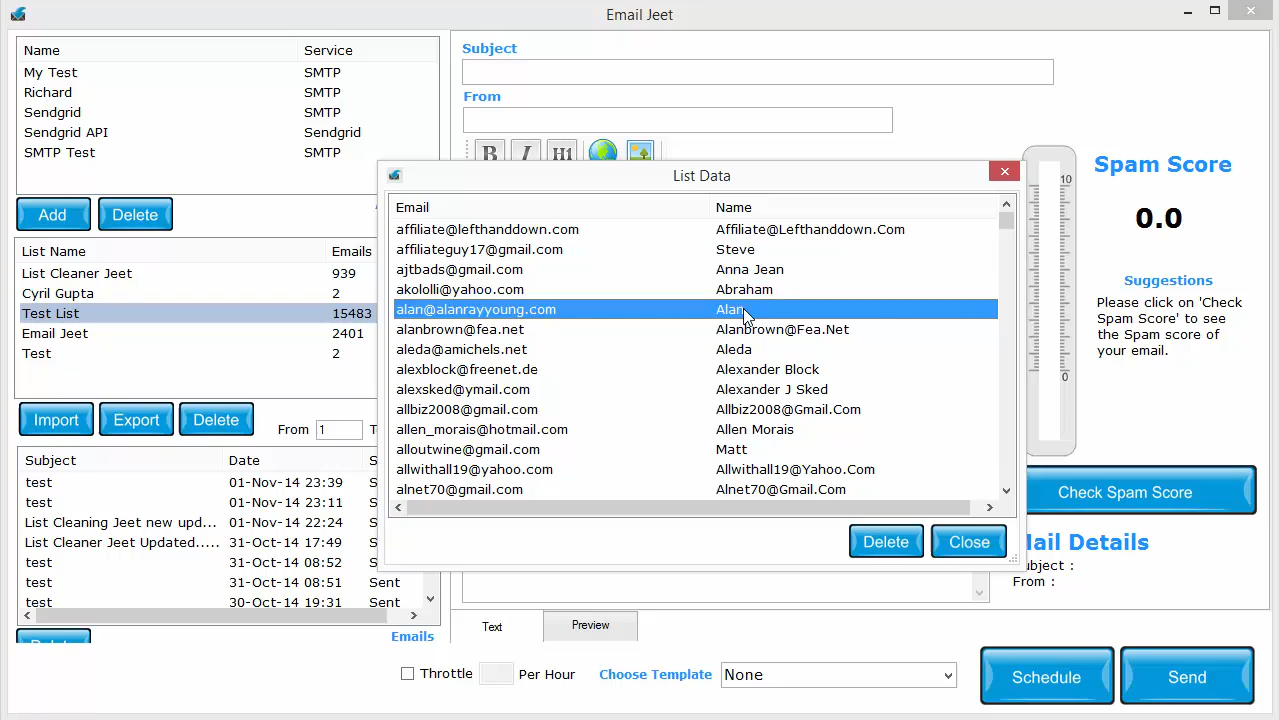 Email Jeet
Name Service
My Test SMTP
Richard SMTP
Sendgrid SMTP
Sendgrid API Sendgrid
SMTP Test SMTP
Add Delete
List Name Emails
List Cleaner Jeet 939
Cyril Gupta
Test List 15483
Email Jeet 2401
Test 2
Import Export Delete From 1
Subject Date
test 01-Nov-14 23:39
test 01-Nov-14 23:11
List Cleaning Jeet new upd... 01-Nov-14 22:24
List Cleaner Jeet Updated..... 31-Oct-14 17:49
test 31-Oct-14 08:52 Sent
test 31-Oct-14 08:51 Sent
test 30-Oct-14 19:31 Sent
Emails
Subject
From
B I H1
List Data
Email Name
affiliate@lefthanddown.com Affiliate@Lefthanddown.Com
affiliateguy17@gmail.com Steve
ajtbads@gmail.com Anna Jean
akololli@yahoo.com Abraham
alan@alanrayyoung.com Alan
alanbrown@fea.net Alanbrown@Fea.Net
aleda@amichels.net Aleda
alexblock@freenet.de Alexander Block
alexsked@ymail.com Alexander J Sked
allbiz2008@gmail.com Allbiz2008@Gmail.Com
allen_morais@hotmail.com Allen Morais
alloutwine@gmail.com Matt
allwithall19@yahoo.com Allwithall19@Yahoo.Com
alnet70@gmail.com Alnet70@Gmail.Com
Delete Close
10
0
Spam Score
0.0
Suggestions
Please click on 'Check
Spam Score' to see
the Spam score of
your email.
Check Spam Score
ail Details
ubject :
From :
Text Preview
Throttle Per Hour Choose Template None
Schedule Send